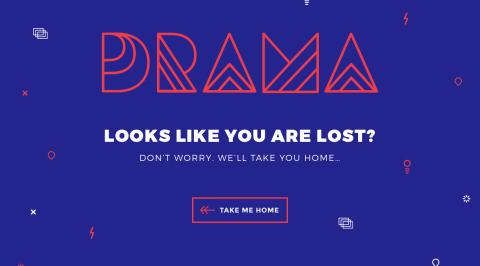 DRAMA
LOOKS LIKE YOU ARE LOST?
DON'T WORRY. WE'LL TAKE YOU HOME...
TAKE ME HOME